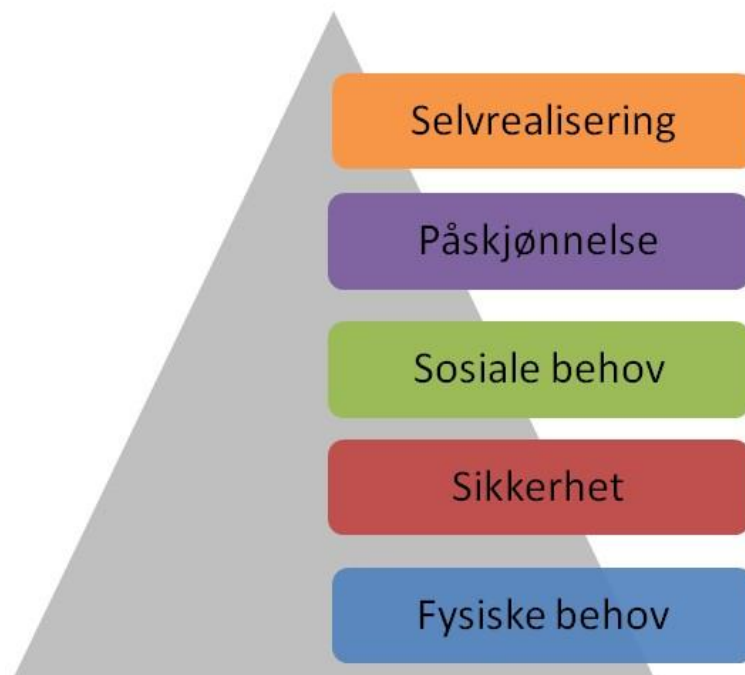 Selvrealisering
Påskjønnelse
Sosiale behov
Sikkerhet
Fysiske behov